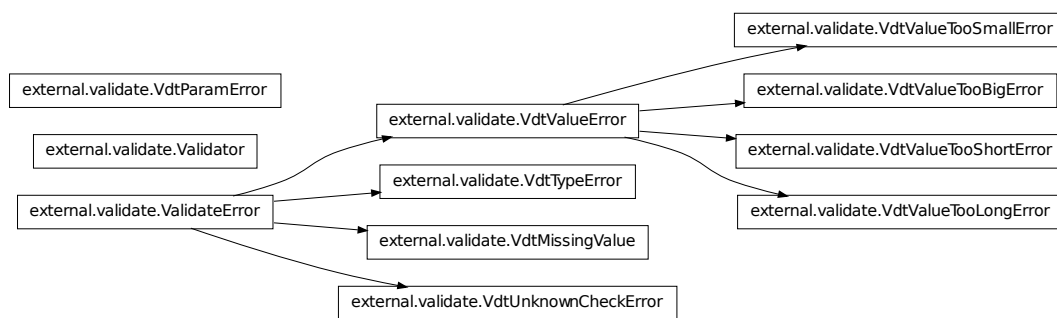 external.validate.VdtValueTooSmallError
external.validate.VdtParamError
external.validate.VdtValueTooBigError
external.validate.VdtValueError
external.validate.Validator
external.validate.VdtValueTooShortError
external.validate.VdtTypeError
external.validate.ValidateError
external.validate.VdtValueTooLongError
external.validate.VdtMissingValue
external.validate.VdtUnknownCheckError